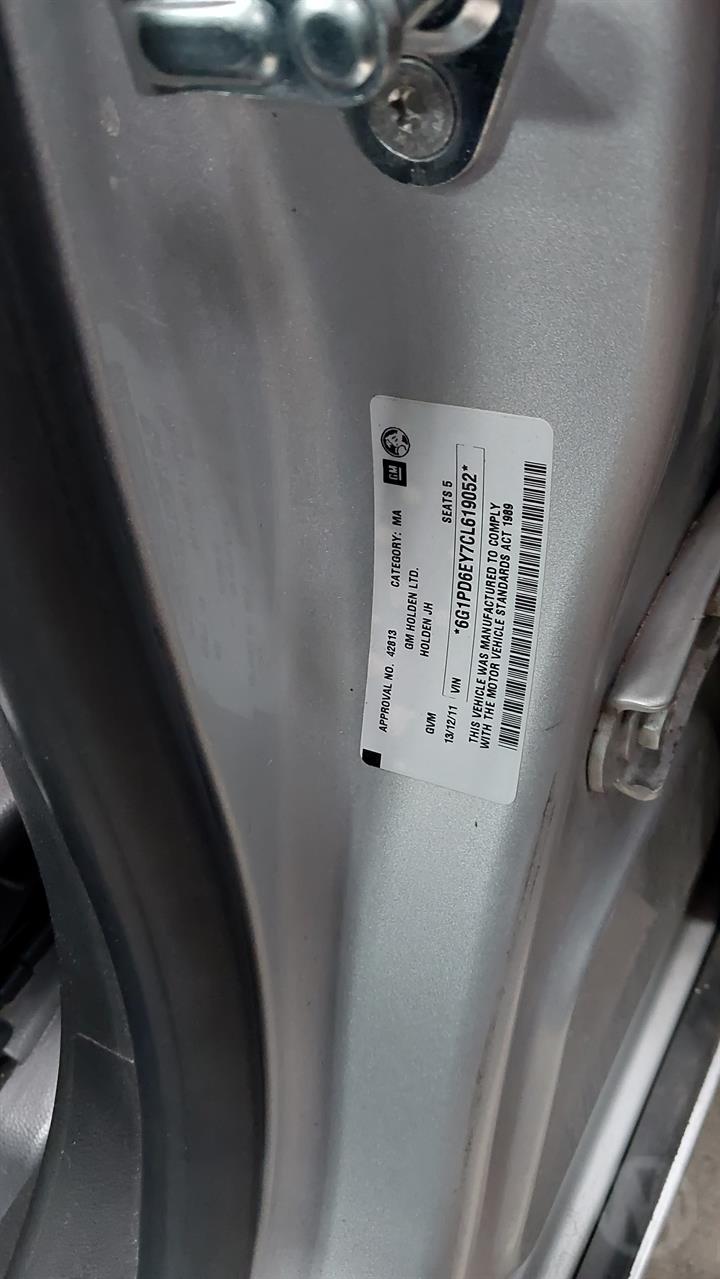 GM
APPROVAL NO. 42813 CATEGORY: MA
GM HOLDEN LTD.
HOLDEN JH
GVM SEATS 5
13/12/11 VIN *6G1PD6EY7CL619052*
THIS VEHICLE WAS MANUFACTURED TO COMPLY
WITH THE MOTOR VEHICLE STANDARDS ACT 1989